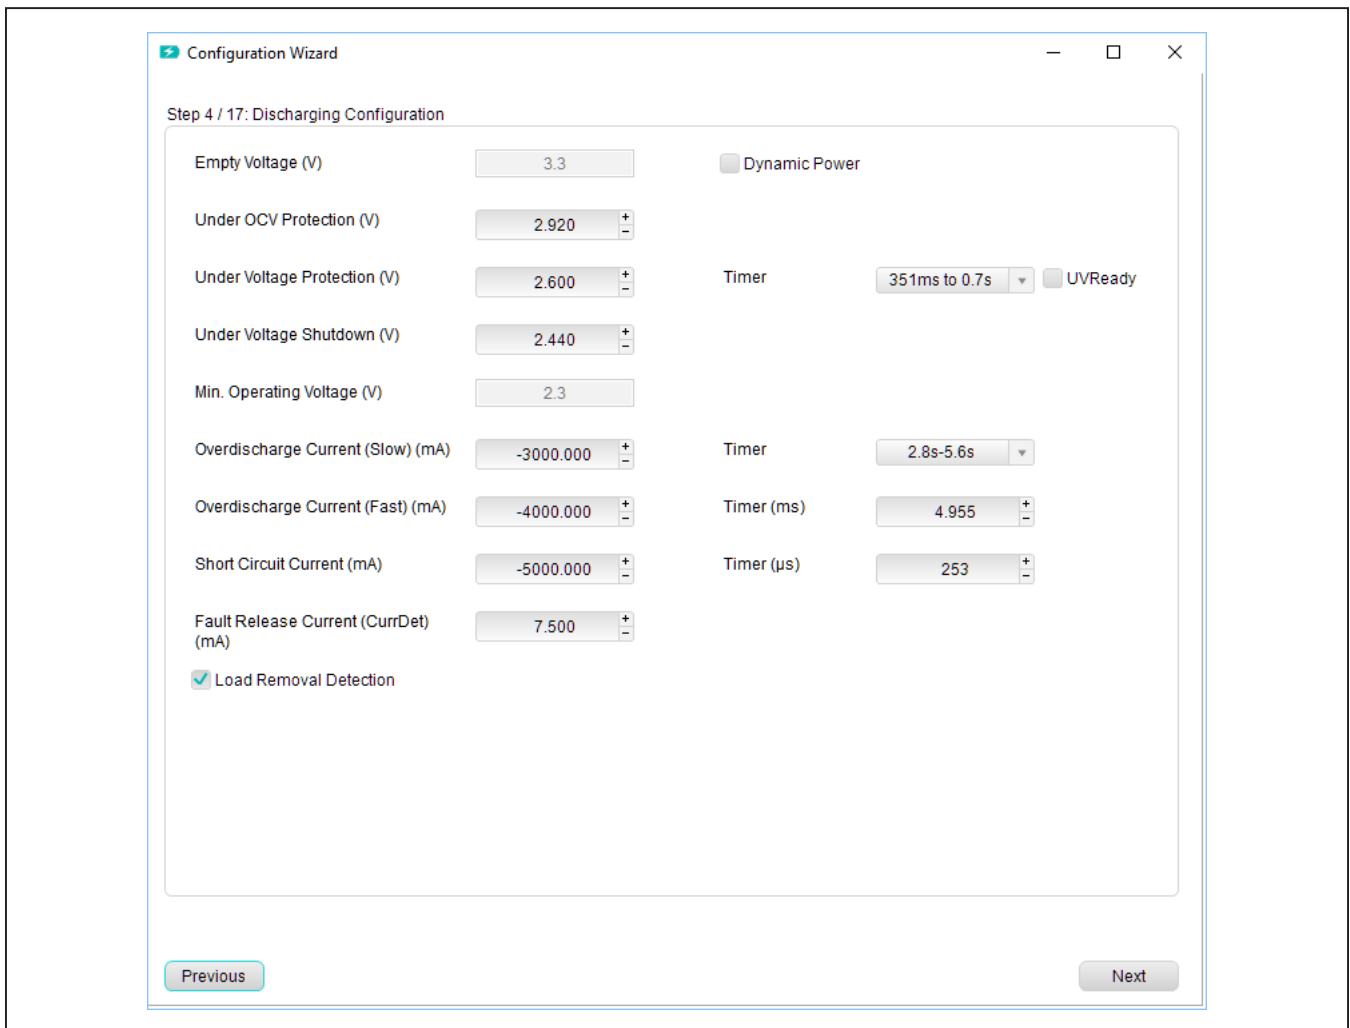 Configuration Wizard
Step 4 / 17: Discharging Configuration
Empty Voltage (V) 3.3 Dynamic Power
Under OCV Protection (V) 2.920
Under Voltage Protection (V) 2.600 Timer 351ms to 0.7s UVReady
Under Voltage Shutdown (V) 2.440
Min. Operating Voltage (V) 2.3
Overdischarge Current (Slow) (mA) -3000.000 Timer 2.8s-5.6s
Overdischarge Current (Fast) (mA) -4000.000 Timer (ms) 4.955
Short Circuit Current (mA) -5000.000 Timer (µs) 253
Fault Release Current (CurrDet) 7.500
(mA)
Load Removal Detection
Previous Next